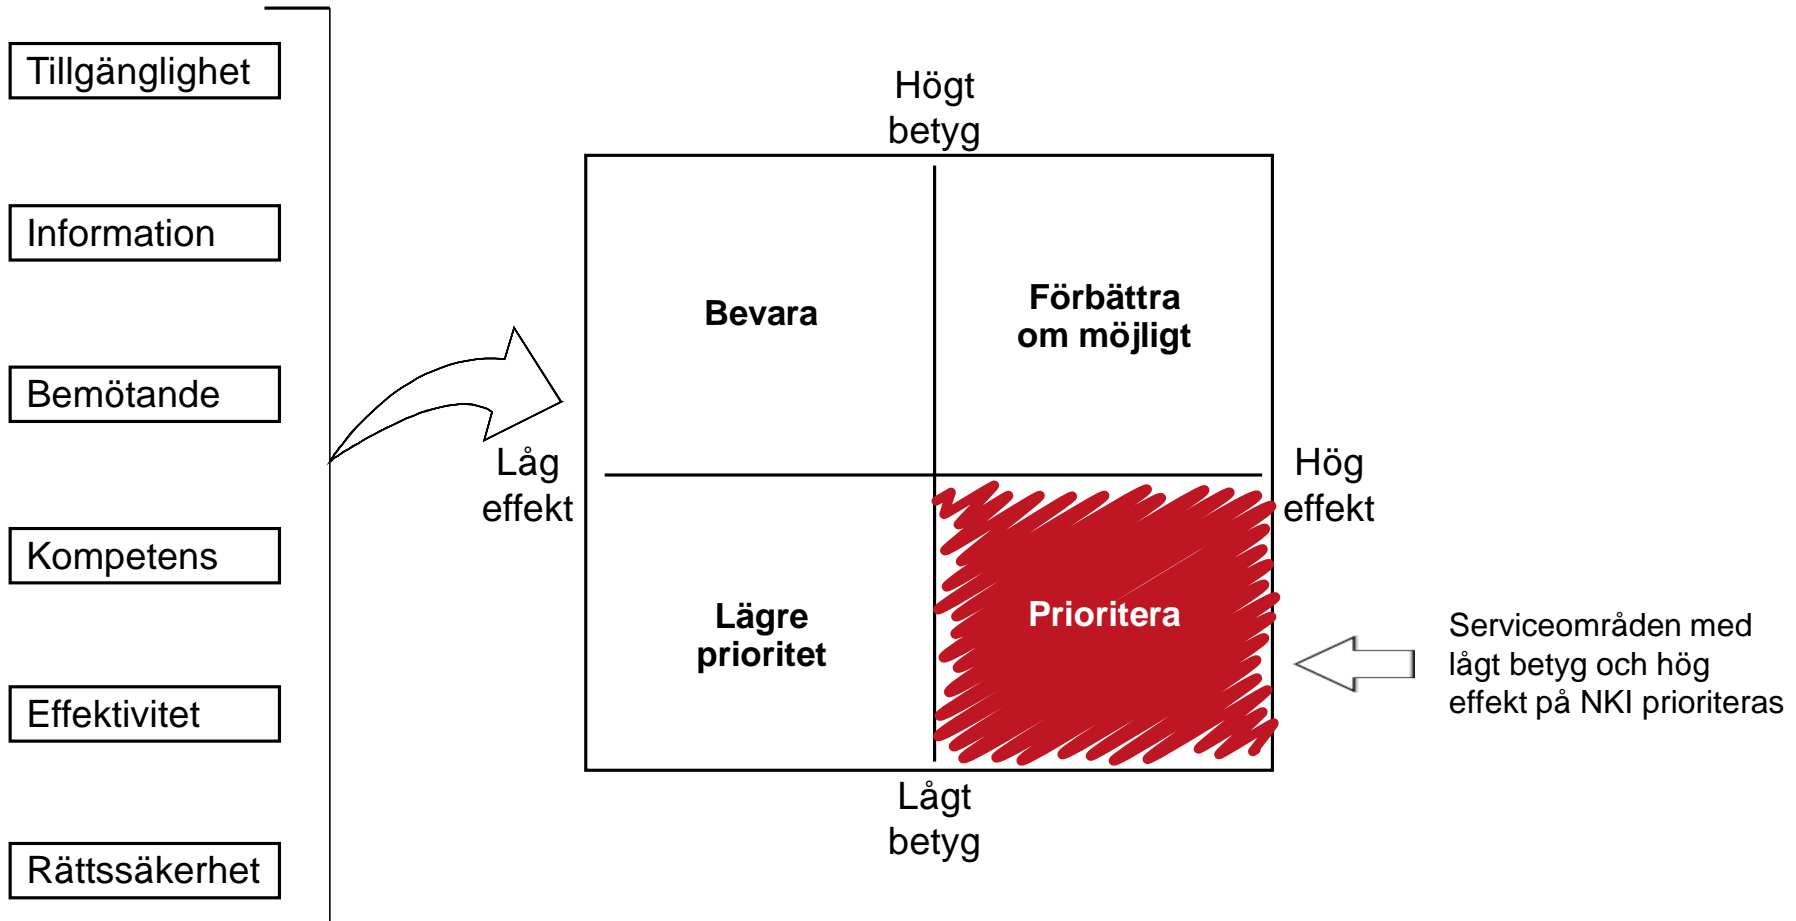 Tillgänglighet
Information
Bemötande
Kompetens
Effektivitet
Rättssäkerhet
Högt
betyg
Bevara
Förbättra
om möjligt
Låg
effekt
Hög
effekt
Lägre
prioritet
Prioritera
Lågt
betyg
Serviceområden med
lågt betyg och hög
effekt på NKI prioriteras